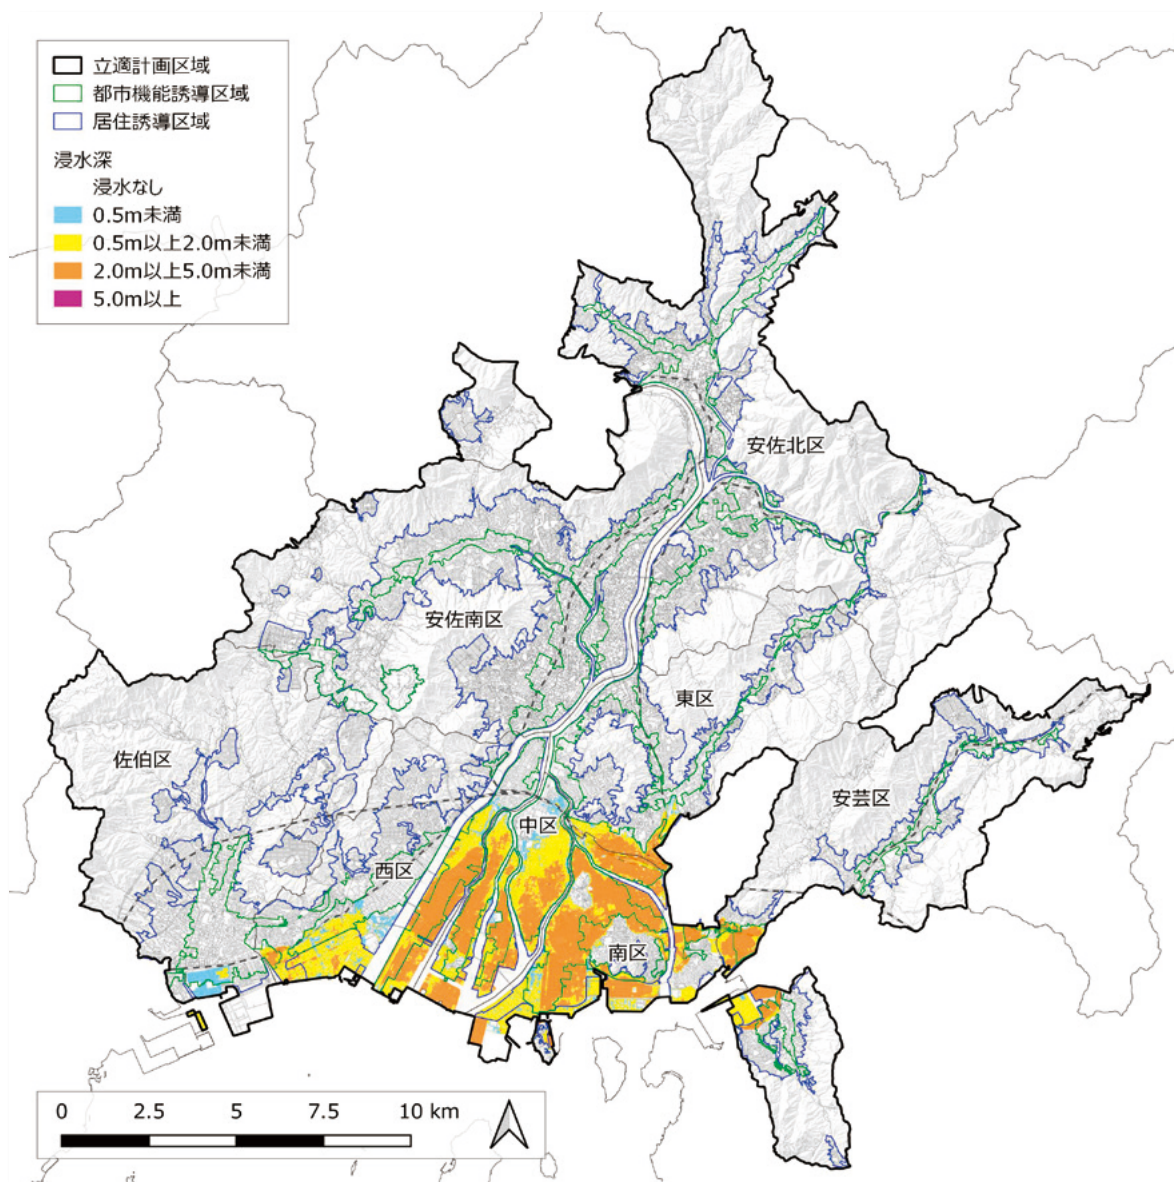 立適計画区域
都市機能誘導区域
居住誘導区域
浸水深
浸水なし
0.5m未満
0.5m以上2.0m未満
2.0m以上5.0m未満
5.0m以上
安佐北区
安佐南区
東区
佐伯区
安芸区
中区
西区
南区
0 2.5 5 7.5 10 km